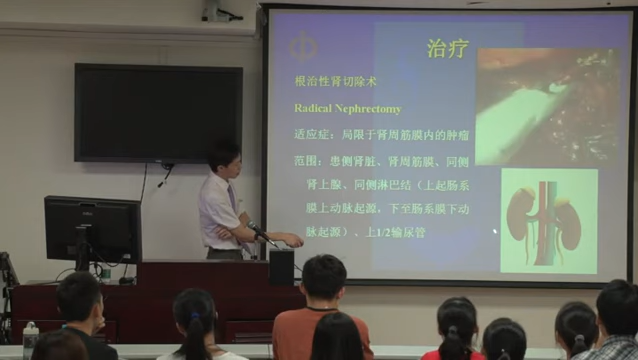 治疗
根治性肾切除术
Radical Nephrectomy
适应症：局限于肾周筋膜内的肿瘤
范围：患侧肾脏、肾周筋膜、同侧
肾上腺、同侧淋巴结（上起肠系
膜上动脉起源，下至肠系膜下动
脉起源）、上1/2输尿管